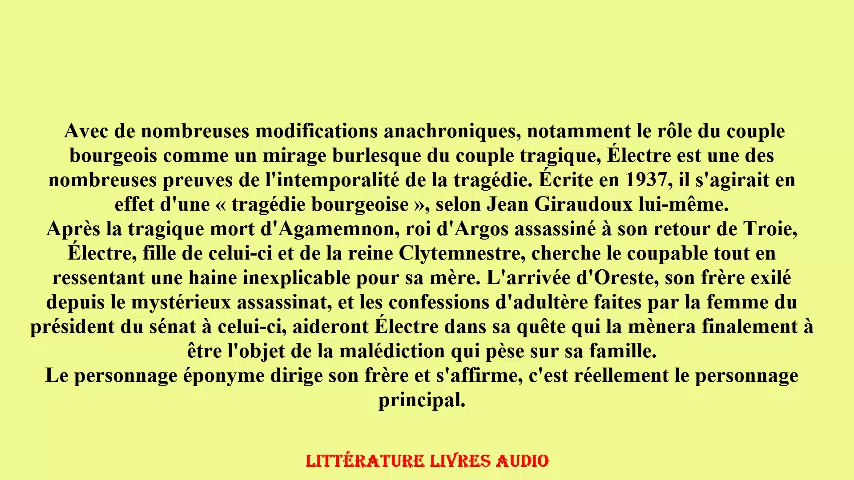 Avec de nombreuses modifications anachroniques, notamment le rôle du couple
bourgeois comme un mirage burlesque du couple tragique, Électre est une des
nombreuses preuves de l'intemporalité de la tragédie. Écrite en 1937, il s'agirait en
effet d'une « tragédie bourgeoise », selon Jean Giraudoux lui-même.
Après la tragique mort d'Agamemnon, roi d'Argos assassiné à son retour de Troie,
Électre, fille de celui-ci et de la reine Clytemnestre, cherche le coupable tout en
ressentant une haine inexplicable pour sa mère. L'arrivée d'Oreste, son frère exilé
depuis le mystérieux assassinat, et les confessions d'adultère faites par la femme du
président du sénat à celui-ci, aideront Électre dans sa quête qui la mènera finalement à
être l'objet de la malédiction qui pèse sur sa famille.
Le personnage éponyme dirige son frère et s'affirme, c'est réellement le personnage
principal.
LITTÉRATURE LIVRES AUDIO